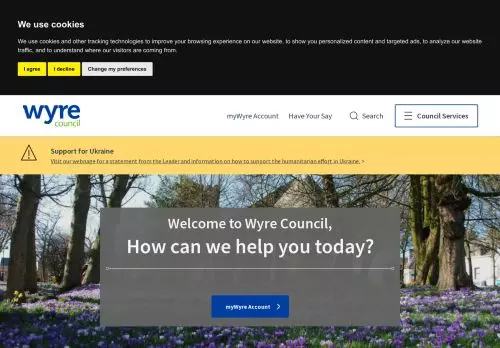 We use cookies
We use cookies and other tracking technologies to improve your browsing experience on our website, to show you personalized content and targeted ads, to analyze our website
traffic, and to understand where our visitors are coming from.
I agree I decline Change my preferences
wyre
council
myWyre Account Have Your Say Search Council Services
Support for Ukraine
Visit our webpage for a statement from the Leader and information on how to support the humanitarian effort in Ukraine. >
Welcome to Wyre Council,
How can we help you today?
myWyre Account